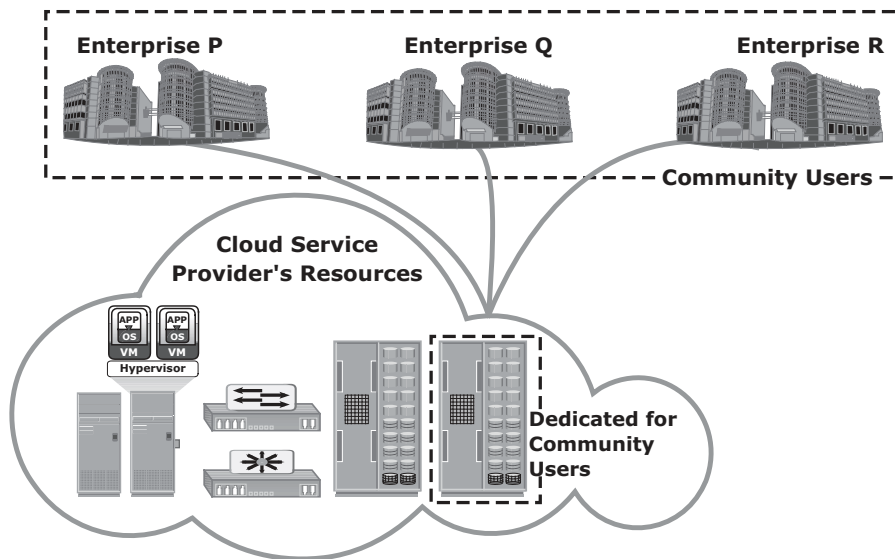 Enterprise P
Enterprise Q
Enterprise R
Community Users
Cloud Service
Provider's Resources
APP
OS
VM
APP
OS
VM
Hypervisor
Dedicated for
Community
Users